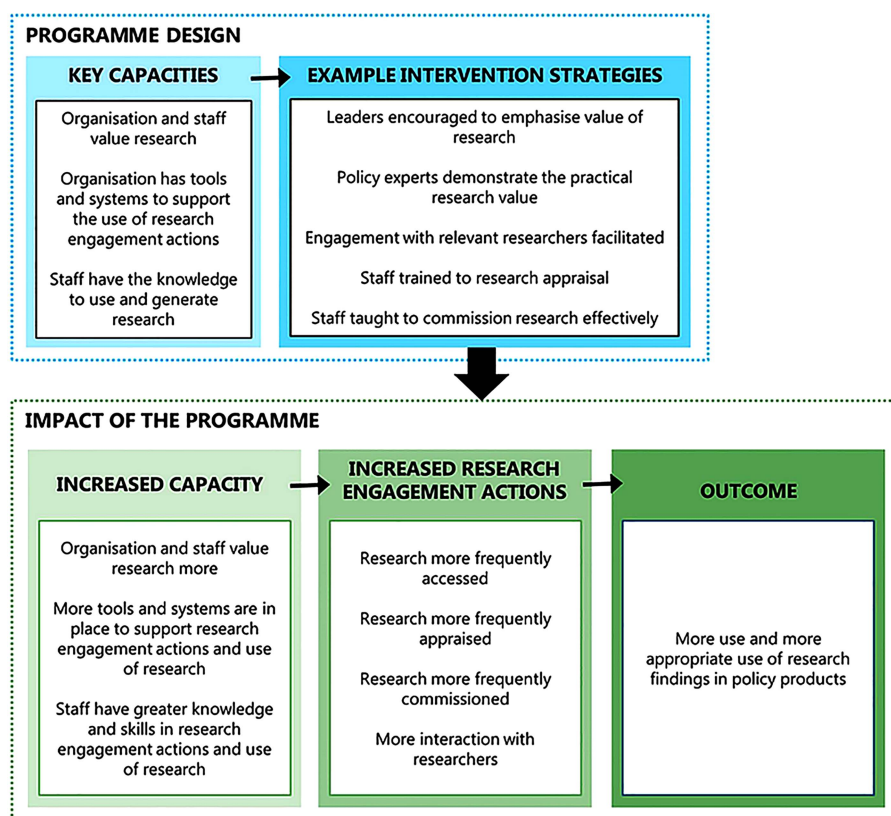 PROGRAMME DESIGN
KEY CAPACITIES
Organisation and staff
value research
Organisation has tools
and systems to support
the use of research
engagement actions
Staff have the knowledge
to use and generate
research
EXAMPLE INTERVENTION STRATEGIES
Leaders encouraged to emphasise value of
research
Policy experts demonstrate the practical
research value
Engagement with relevant researchers facilitated
Staff trained to research appraisal
Staff taught to commission research effectively
IMPACT OF THE PROGRAMME
INCREASED CAPACITY
Organisation and staff value
research more
More tools and systems are in
place to support research
engagement actions and use
of research
Staff have greater knowledge
and skills in research
engagement actions and use
of research
INCREASED RESEARCH
ENGAGEMENT ACTIONS
Research more frequently
accessed
Research more frequently
appraised
Research more frequently
commissioned
More interaction with
researchers
OUTCOME
More use and more
appropriate use of research
findings in policy products